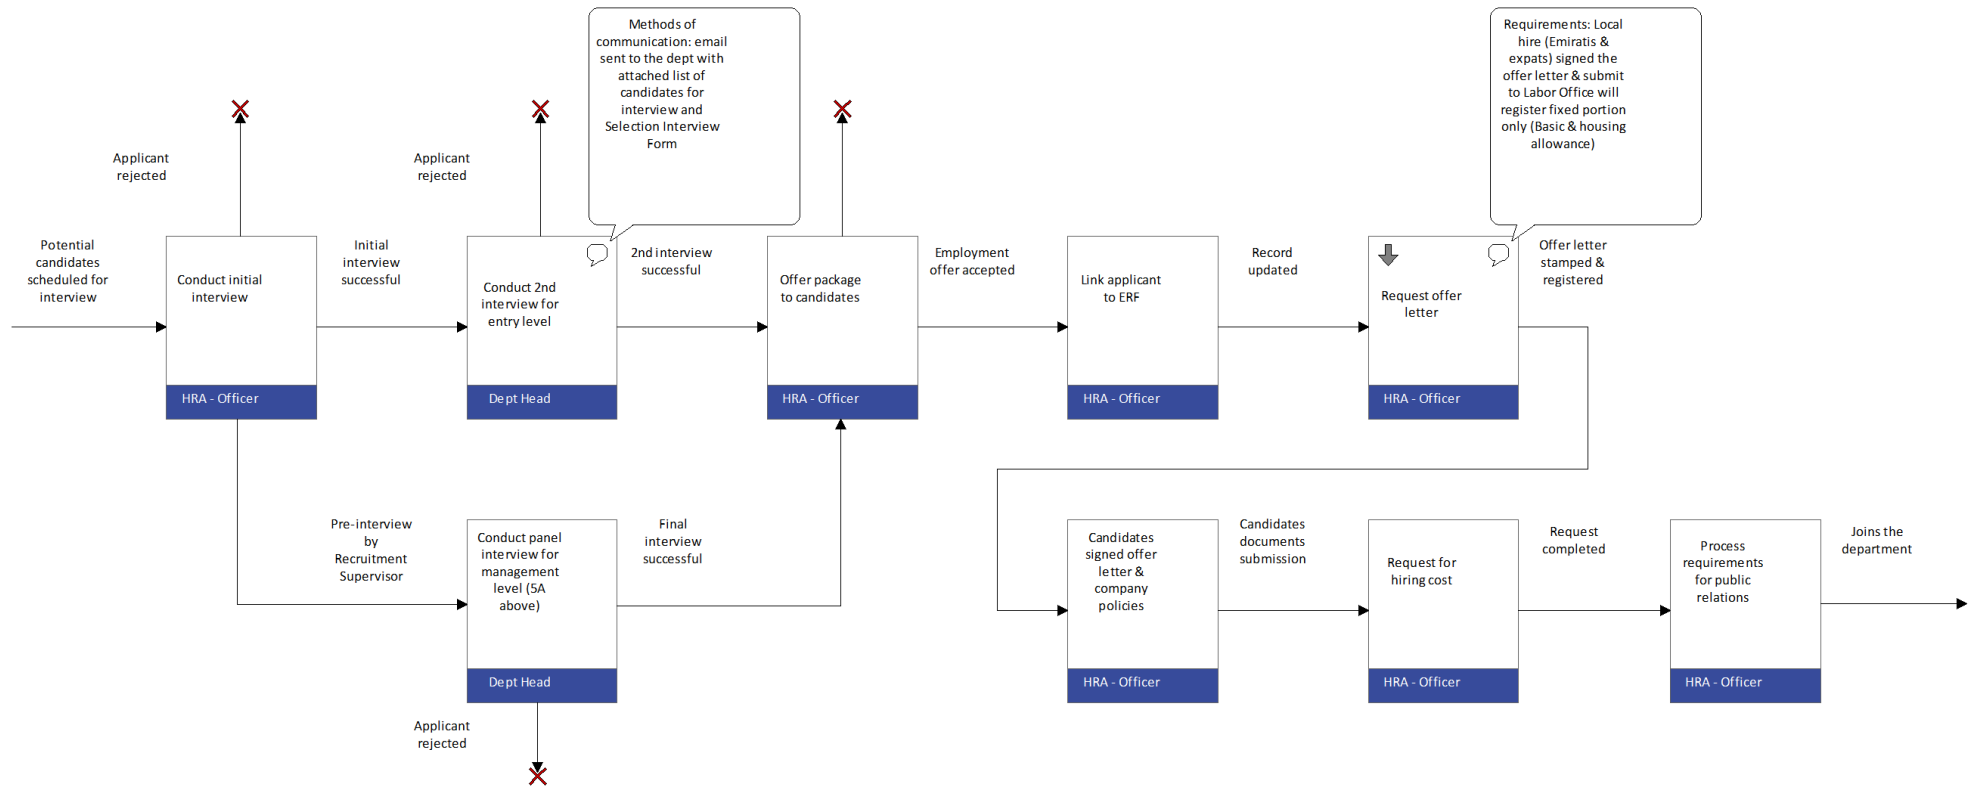 Methods of
communication: email
sent to the dept with
attached list of
candidates for
interview and
Selection Interview
Form
Requirements: Local
hire (Emiratis &
expats) signed the
offer letter & submit
to Labor Office will
register fixed portion
only (Basic & housing
allowance)
Applicant
rejected
Applicant
rejected
Potential
candidates
scheduled for
interview
Conduct initial
interview
HRA - Officer
Initial
interview
successful
Conduct 2nd
interview for
entry level
Dept Head
2nd interview
successful
Offer package
to candidates
HRA - Officer
Employment
offer accepted
Link applicant
to ERF
HRA - Officer
Record
updated
Request offer
letter
HRA - Officer
Offer letter
stamped &
registered
Pre-interview
by
Recruitment
Supervisor
Conduct panel
interview for
management
level (5A
above)
Dept Head
Final
interview
successful
Applicant
rejected
Candidates
signed offer
letter &
company
policies
HRA - Officer
Candidates
documents
submission
Request for
hiring cost
HRA - Officer
Request
completed
Process
requirements
for public
relations
HRA - Officer
Joins the
department